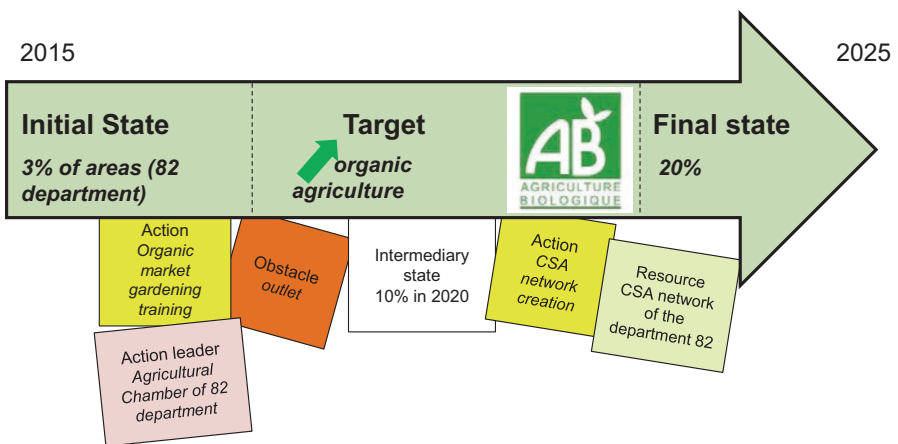 2015
2025
Initial State
3% of areas (82
department)
Target
organic
agriculture
AB
AGRICULTURE
BIOLOGIQUE
Final state
20%
Action
Organic
market
gardening
training
Obstacle
outlet
Intermediary
state
10% in 2020
Action
CSA
network
creation
Resource
CSA network
of the
department 82
Action leader
Agricultural
Chamber of 82
department